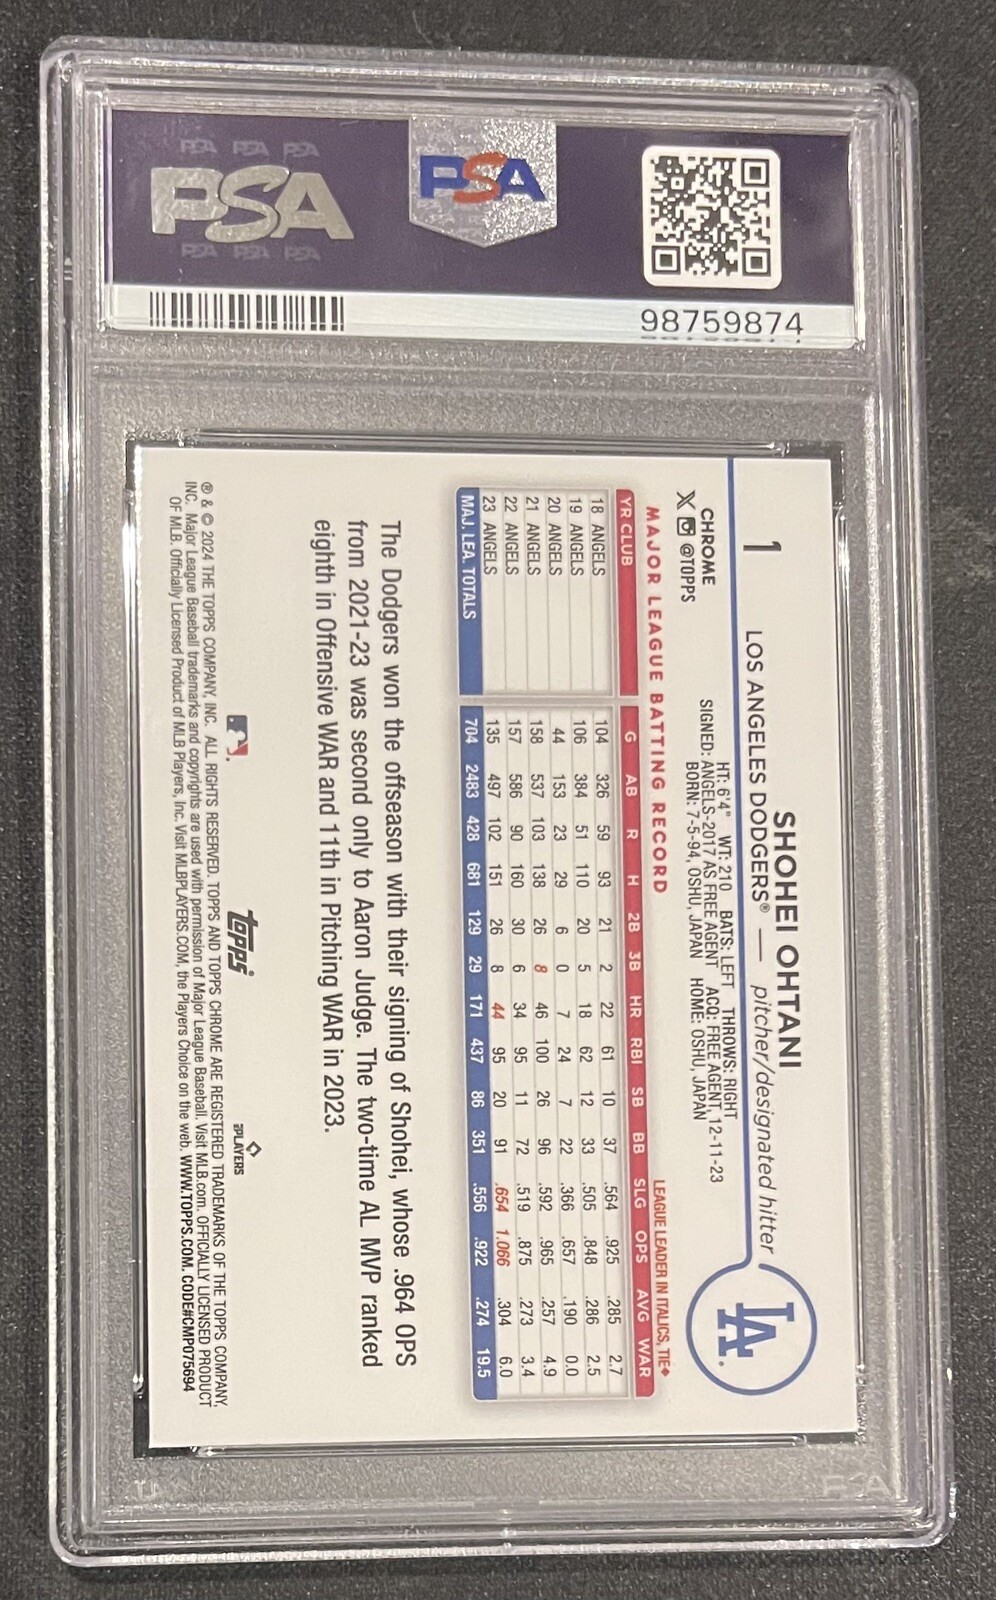 PSA PSA PSA
PSA
PSA PSA PSA
PSA
98759874
1
SHOHEI OHTANI
LOS ANGELES DODGERS® — pitcher/designated hitter
LA
CHROME
X @TOPPS
HT: 6'4" WT: 210 BATS: LEFT THROWS: RIGHT
SIGNED: ANGELS-2017 AS FREE AGENT ACQ: FREE AGENT, 12-11-23
BORN: 7-5-94, OSHU, JAPAN HOME: OSHU, JAPAN
MAJOR LEAGUE BATTING RECORD
LEAGUE LEADER IN ITALICS, TIE♦
YR CLUB G AB R H 2B 3B HR RBI SB BB SLG OPS AVG WAR
18 ANGELS 104 326 59 93 21 2 22 61 10 37 .564 .925 .285 2.7
19 ANGELS 106 384 51 110 20 5 18 62 12 33 .505 .848 .286 2.5
20 ANGELS 44 153 23 29 6 0 7 24 7 22 .366 .657 .190 0.0
21 ANGELS 158 537 103 138 26 8 46 100 26 96 .592 .965 .257 4.9
22 ANGELS 157 586 90 160 30 6 34 95 11 72 .519 .875 .273 3.4
23 ANGELS 135 497 102 151 26 8 44 95 20 91 .654 1.066 .304 6.0
MAJ. LEA. TOTALS 704 2483 428 681 129 29 171 437 86 351 .556 .922 .274 19.5
The Dodgers won the offseason with their signing of Shohei, whose .964 OPS
from 2021-23 was second only to Aaron Judge. The two-time AL MVP ranked
eighth in Offensive WAR and 11th in Pitching WAR in 2023.
topps
PLAYERS
® & © 2024 THE TOPPS COMPANY, INC. ALL RIGHTS RESERVED. TOPPS AND TOPPS CHROME ARE REGISTERED TRADEMARKS OF THE TOPPS COMPANY,
INC. Major League Baseball trademarks and copyrights are used with permission of Major League Baseball. Visit MLB.com. OFFICIALLY LICENSED PRODUCT
OF MLB. Officially Licensed Product of MLB Players, Inc. Visit MLBPLAYERS.COM, the Players Choice on the web. WWW.TOPPS.COM. CODE#CMP075694
PSA